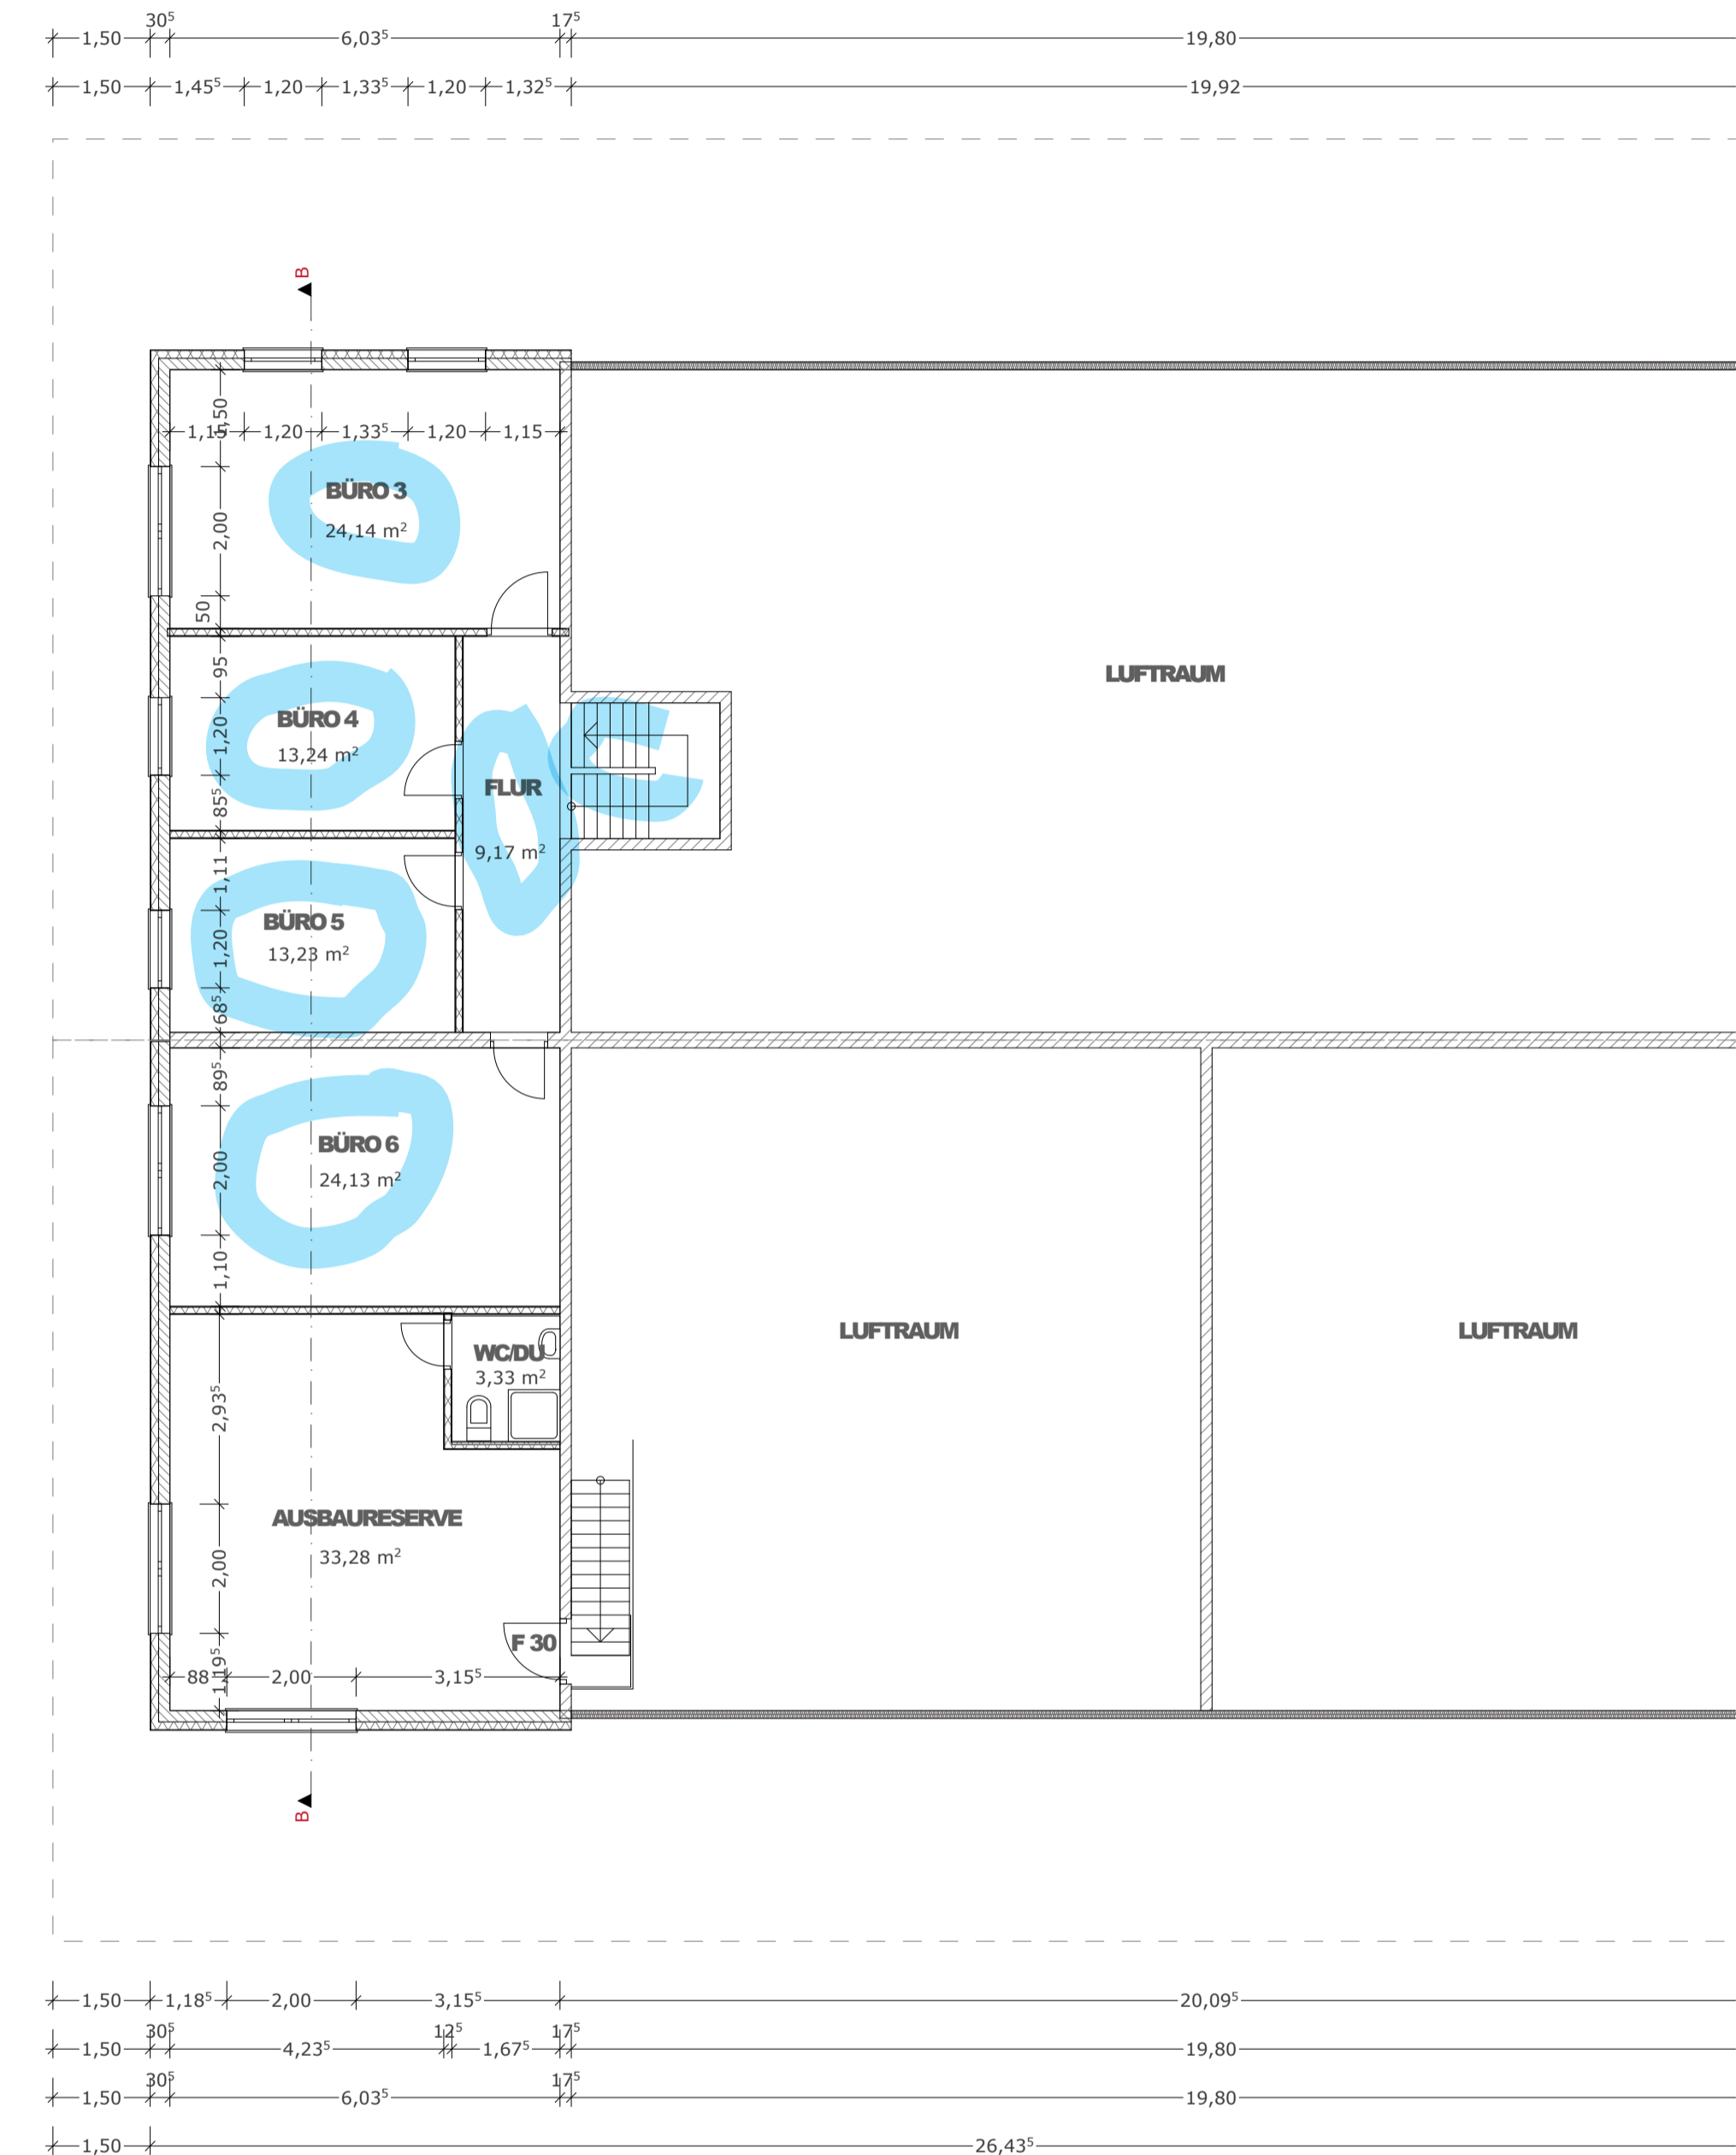 30⁵ 17⁵
1,50 6,03⁵ 19,80
1,50 1,45⁵ 1,20 1,33⁵ 1,20 1,32⁵ 19,92
B
1,50
1,15 1,20 1,33⁵ 1,20 1,15
BÜRO 3
24,14 m²
2,00
50
95
LUFTRAUM
BÜRO 4
1,20
13,24 m²
FLUR
85⁵
9,17 m²
1,11
BÜRO 5
1,20
13,23 m²
68⁵
89⁵
BÜRO 6
2,00
24,13 m²
1,10
LUFTRAUM LUFTRAUM
WC/DU
3,33 m²
2,93⁵
AUSBAURESERVE
33,28 m²
2,00
F 30
1,19⁵
88 2,00 3,15⁵
B
1,50 1,18⁵ 2,00 3,15⁵ 20,09⁵
30⁵ 12⁵ 17⁵
1,50 4,23⁵ 1,67⁵ 19,80
30⁵ 17⁵
1,50 6,03⁵ 19,80
1,50 26,43⁵